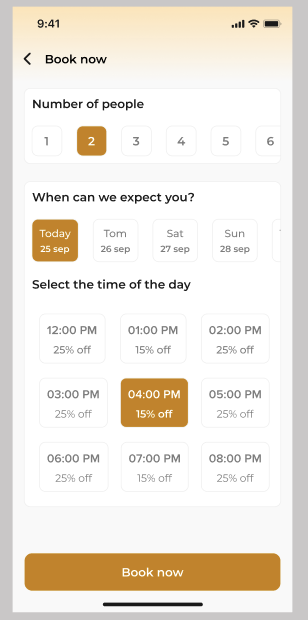 9:41
Book now
Number of people
1 2 3 4 5 6
When can we expect you?
Today Tom Sat Sun
25 sep 26 sep 27 sep 28 sep
Select the time of the day
12:00 PM 01:00 PM 02:00 PM
25% off 15% off 25% off
03:00 PM 04:00 PM 05:00 PM
25% off 15% off 25% off
06:00 PM 07:00 PM 08:00 PM
25% off 15% off 25% off
Book now